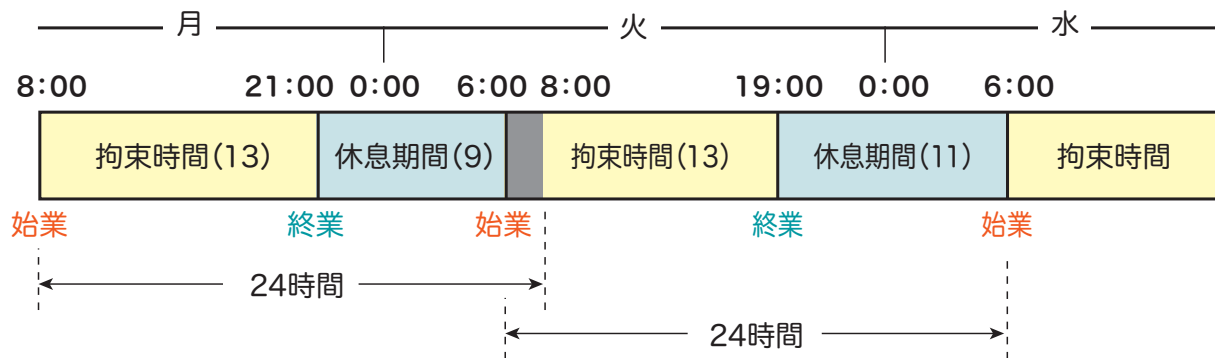 月 火 水
8:00 21:00 0:00 6:00 8:00 19:00 0:00 6:00
拘束時間(13) 休息期間(9) 拘束時間(13) 休息期間(11) 拘束時間
始業 終業 始業 終業 始業
24時間
24時間